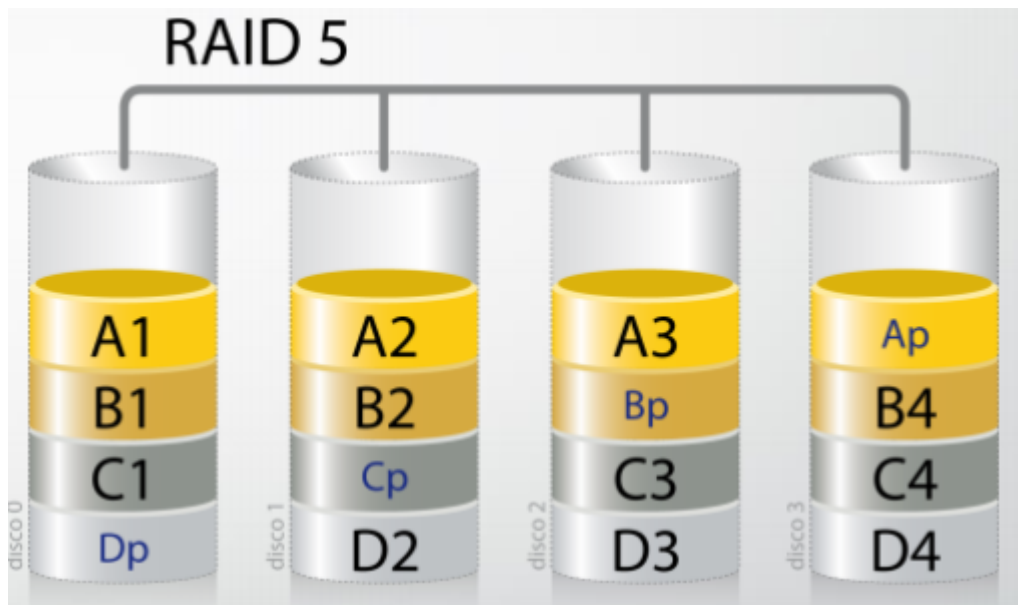 RAID 5
A1 A2 A3 Ap
B1 B2 Bp B4
C1 Cp C3 C4
Dp D2 D3 D4
disco 0 disco 1 disco 2 disco 3